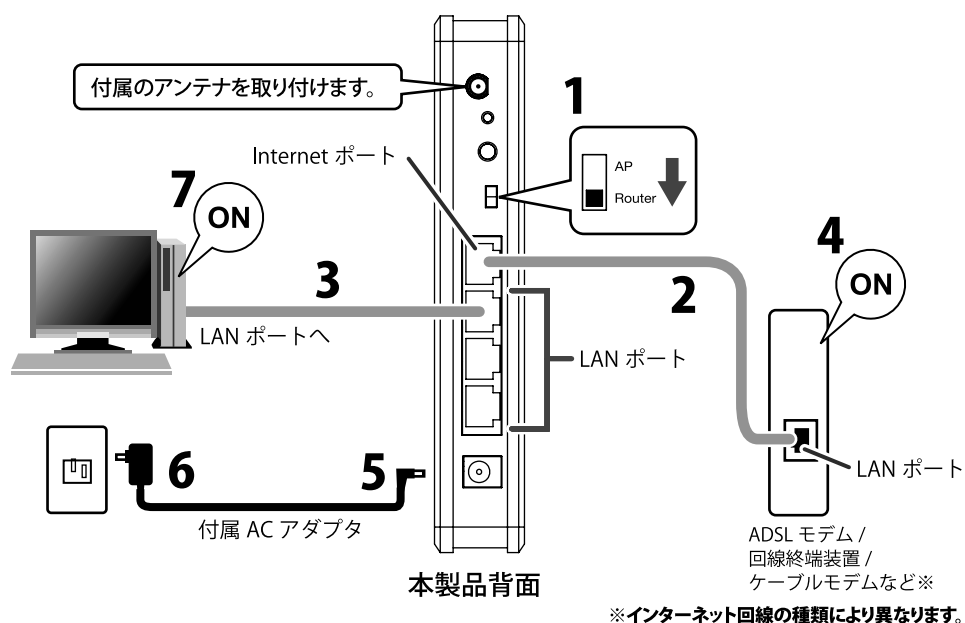 付属のアンテナを取り付けます。
1
Internet ポート
AP
Router
7
ON
4
ON
3
2
LAN ポートへ
LAN ポート
6
5
LAN ポート
付属 AC アダプタ
ADSL モデム /
回線終端装置 /
ケーブルモデムなど※
本製品背面
※インターネット回線の種類により異なります。